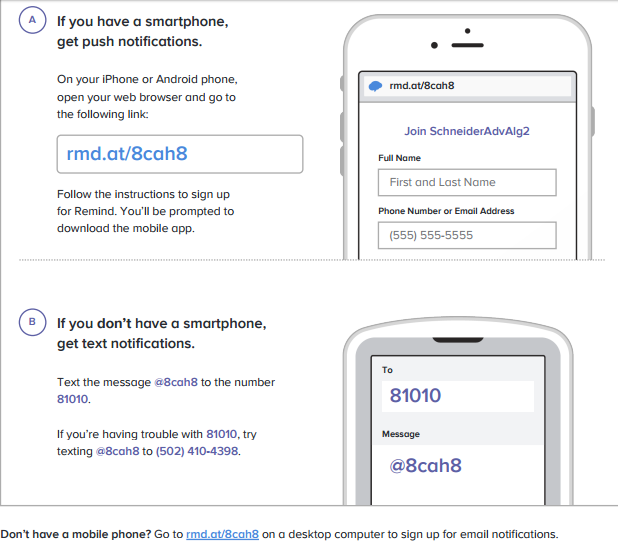 A
If you have a smartphone,
get push notifications.
On your iPhone or Android phone,
open your web browser and go to
the following link:
rmd.at/8cah8
Follow the instructions to sign up
for Remind. You'll be prompted to
download the mobile app.
rmd.at/8cah8
Join SchneiderAdvAlg2
Full Name
First and Last Name
Phone Number or Email Address
(555) 555-5555
B
If you don't have a smartphone,
get text notifications.
Text the message @8cah8 to the number
81010.
If you're having trouble with 81010, try
texting @8cah8 to (502) 410-4398.
To
81010
Message
@8cah8
Don't have a mobile phone? Go to rmd.at/8cah8 on a desktop computer to sign up for email notifications.